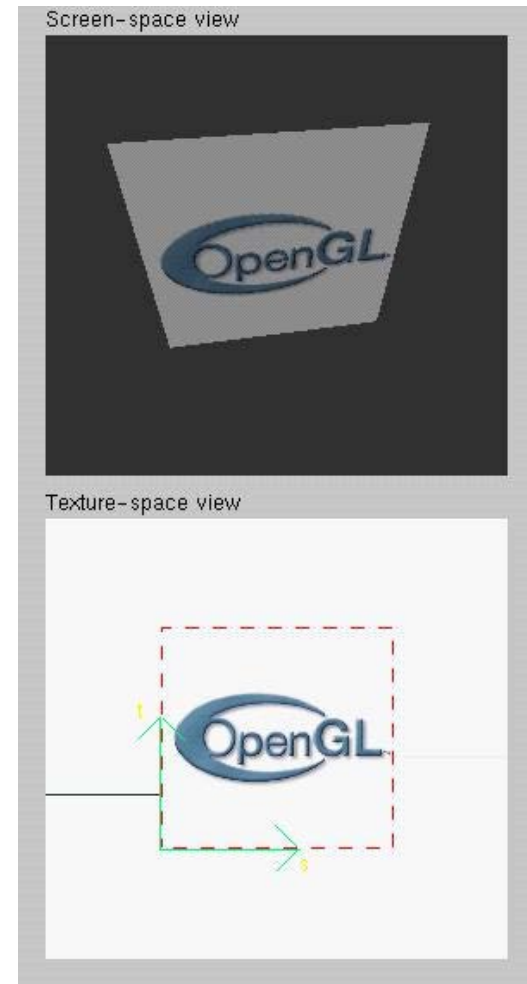 Screen-space view
OpenGL
Texture-space view
t
OpenGL
s